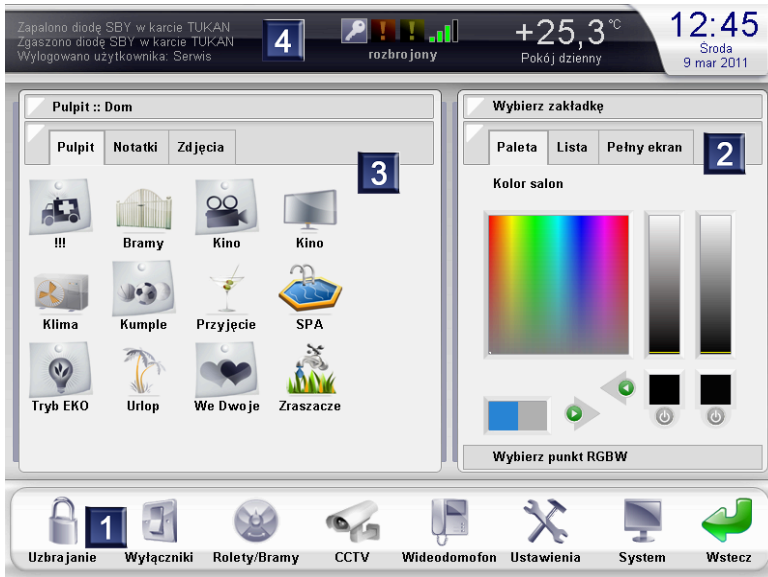 Zapalono diodę SBY w karcie TUKAN
Zgaszono diodę SBY w karcie TUKAN
Wylogowano użytkownika: Serwis
4
rozbrojony
+25,3 °C
Pokój dzienny
12:45
Środa
9 mar 2011
Pulpit :: Dom
Pulpit Notatki Zdjęcia
3
!!! Bramy Kino Kino
Klima Kumple Przyjęcie SPA
Tryb EKO Urlop We Dwoje Zraszacze
Wybierz zakładkę
Paleta Lista Pełny ekran
2
Kolor salon
Wybierz punkt RGBW
1
Uzbrajanie Wyłączniki Rolety/Bramy CCTV Wideodomofon Ustawienia System Wstecz